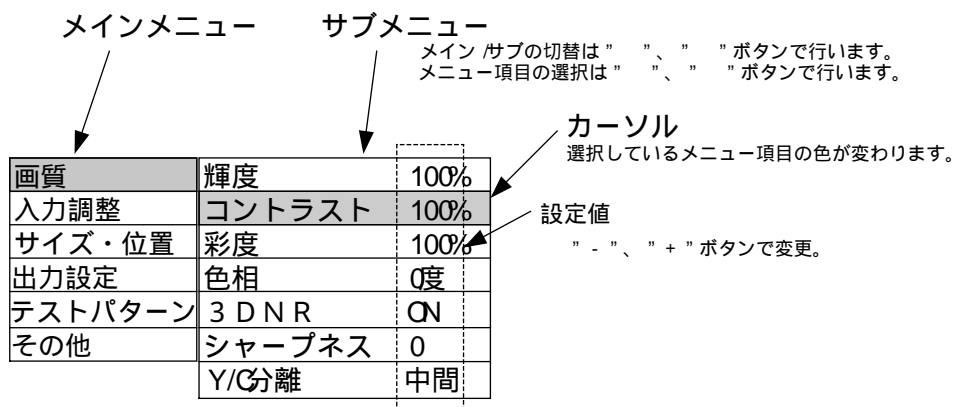 メインメニュー
サブメニュー
メイン/サブの切替は”　”、”　”ボタンで行います。
メニュー項目の選択は”　”、”　”ボタンで行います。
カーソル
選択しているメニュー項目の色が変わります。
画質 輝度 100%
入力調整 コントラスト 100%
設定値
サイズ・位置 彩度 100%
”-”、”+”ボタンで変更。
出力設定 色相 0度
テストパターン 3DNR ON
その他 シャープネス 0
Y/C分離 中間